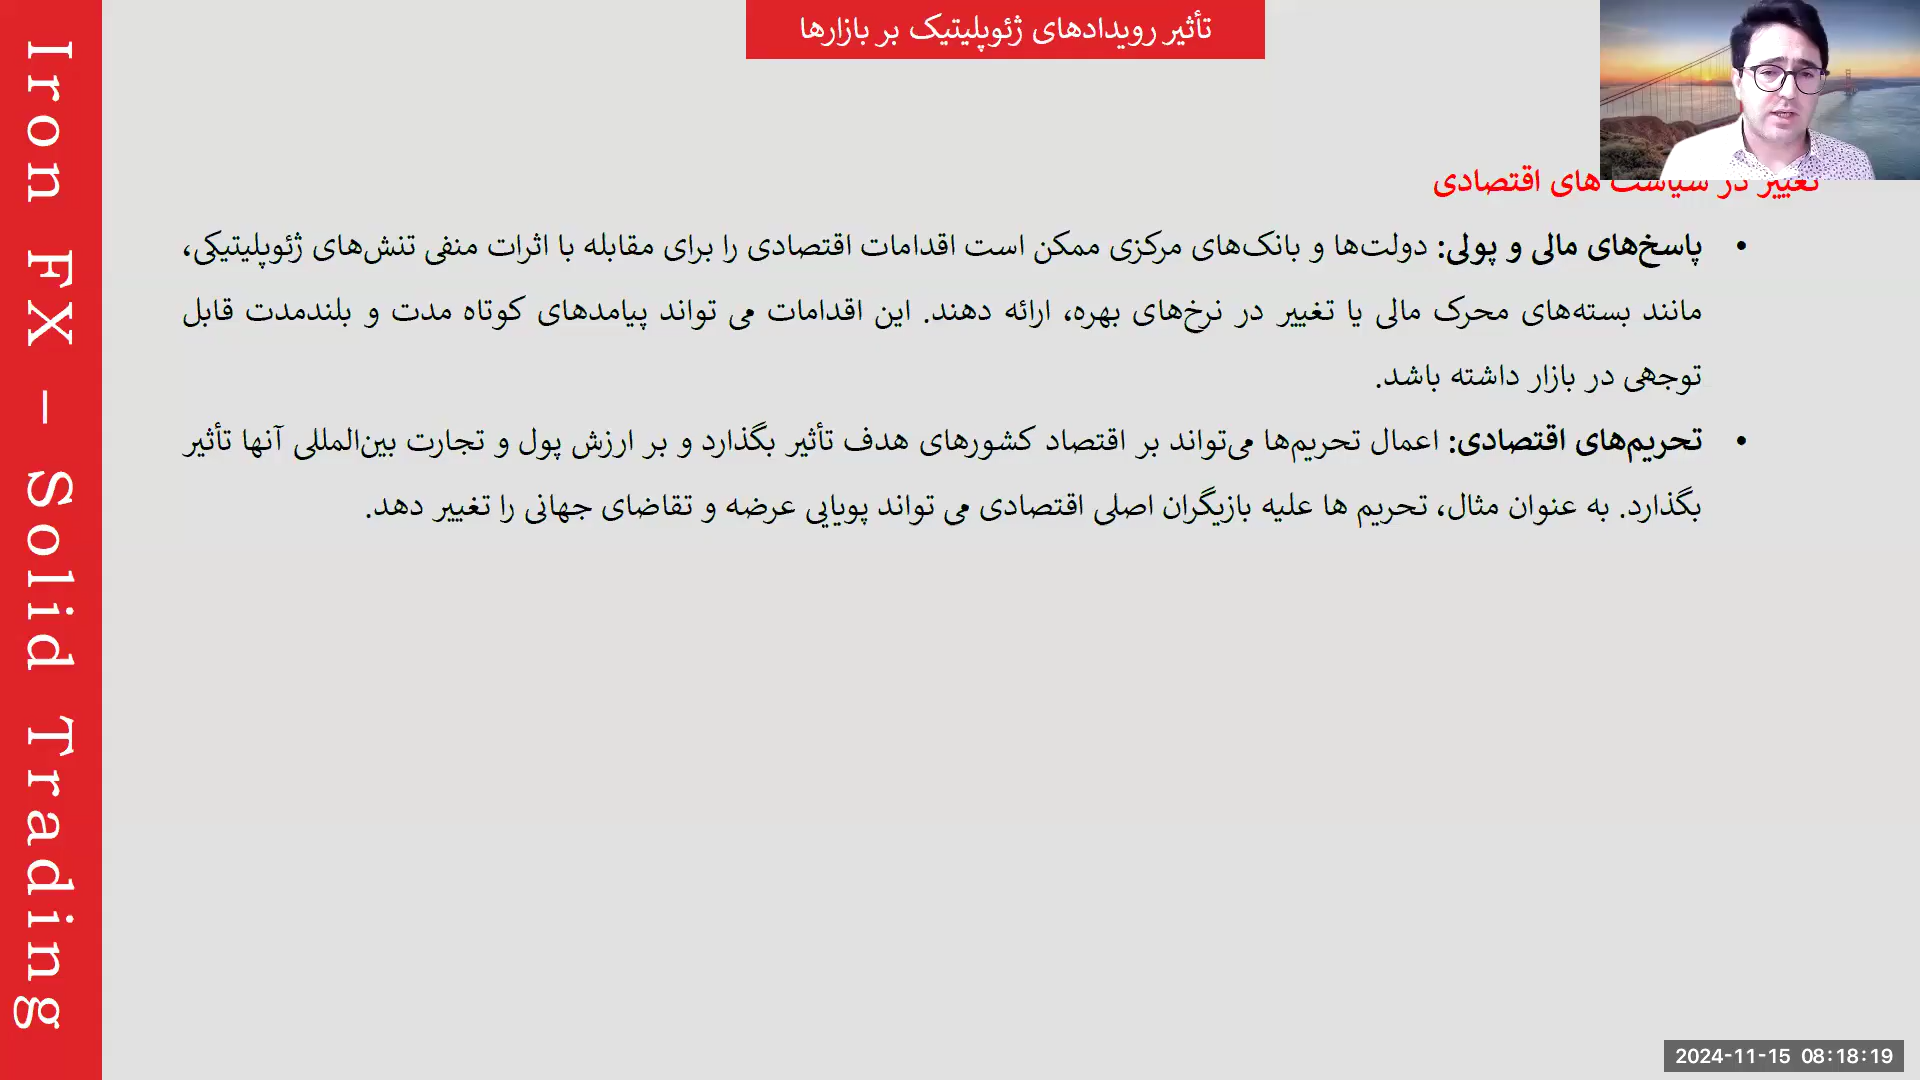 تأثیر رویدادهای ژئوپلیتیک بر بازارها
تغییر در سیاست های اقتصادی
• پاسخ‌های مالی و پولی: دولت‌ها و بانک‌های مرکزی ممکن است اقدامات اقتصادی را برای مقابله با اثرات منفی تنش‌های ژئوپلیتیکی،
مانند بسته‌های محرک مالی یا تغییر در نرخ‌های بهره، ارائه دهند. این اقدامات می تواند پیامدهای کوتاه مدت و بلندمدت قابل
توجهی در بازار داشته باشد.
• تحریم‌های اقتصادی: اعمال تحریم‌ها می‌تواند بر اقتصاد کشورهای هدف تأثیر بگذارد و بر ارزش پول و تجارت بین‌المللی آنها تأثیر
بگذارد. به عنوان مثال، تحریم ها علیه بازیگران اصلی اقتصادی می تواند پویایی عرضه و تقاضای جهانی را تغییر دهد.
Iron FX – Solid Trading
2024-11-15 08:18:19